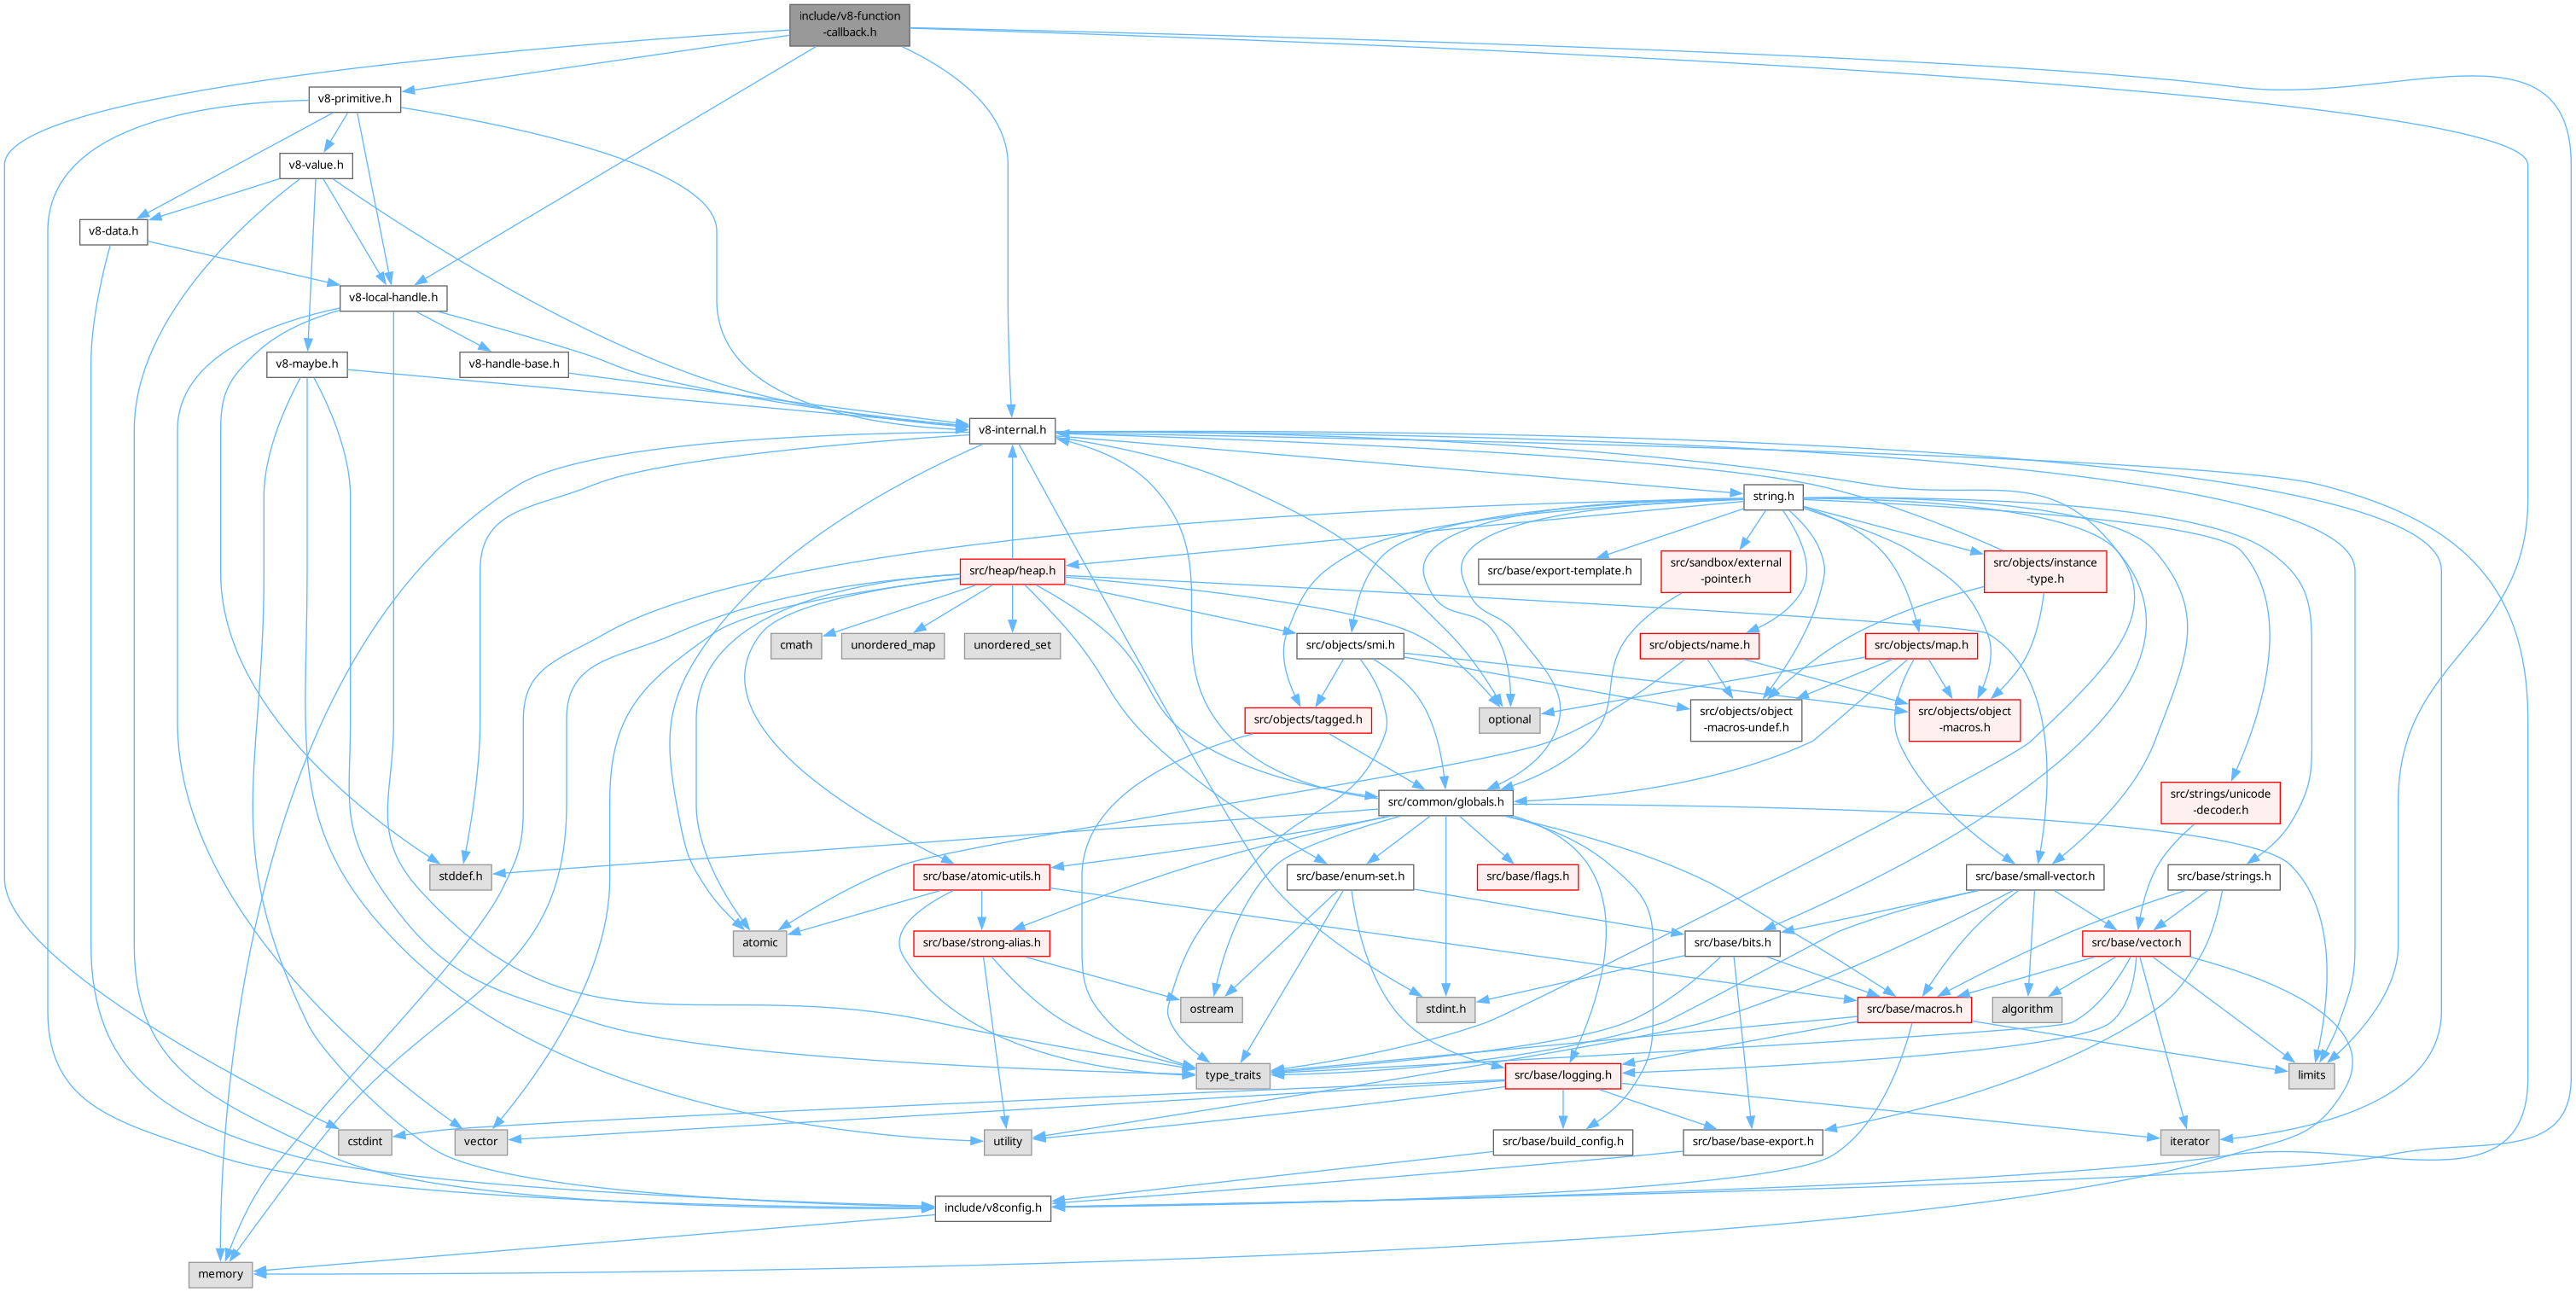 include/v8-function
-callback.h
v8-primitive.h
v8-value.h
v8-data.h
v8-local-handle.h
v8-maybe.h
v8-handle-base.h
v8-internal.h
string.h
src/heap/heap.h
src/base/export-template.h
src/sandbox/external
-pointer.h
src/objects/instance
-type.h
cmath
unordered_map
unordered_set
src/objects/smi.h
src/objects/name.h
src/objects/map.h
src/objects/tagged.h
optional
src/objects/object
-macros-undef.h
src/objects/object
-macros.h
src/common/globals.h
src/strings/unicode
-decoder.h
stddef.h
src/base/atomic-utils.h
src/base/enum-set.h
src/base/flags.h
src/base/small-vector.h
src/base/strings.h
atomic
src/base/strong-alias.h
src/base/bits.h
src/base/vector.h
ostream
stdint.h
src/base/macros.h
algorithm
type_traits
src/base/logging.h
limits
cstdint
vector
utility
src/base/build_config.h
src/base/base-export.h
iterator
include/v8config.h
memory